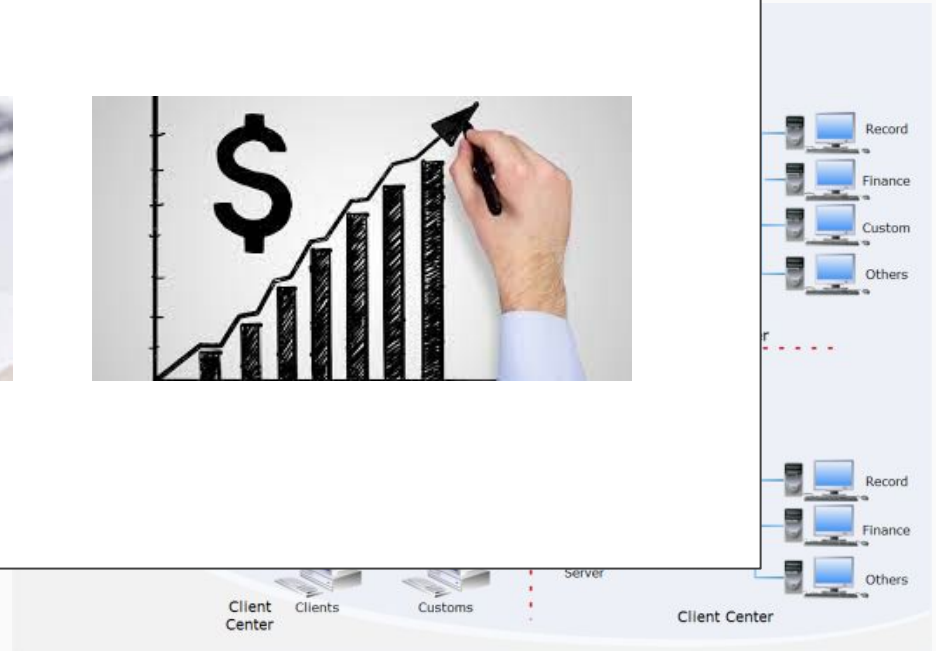 $
Record
Finance
Custom
Others
r
Record
Finance
Others
Server
Client
Center
Clients
Customs
Client Center